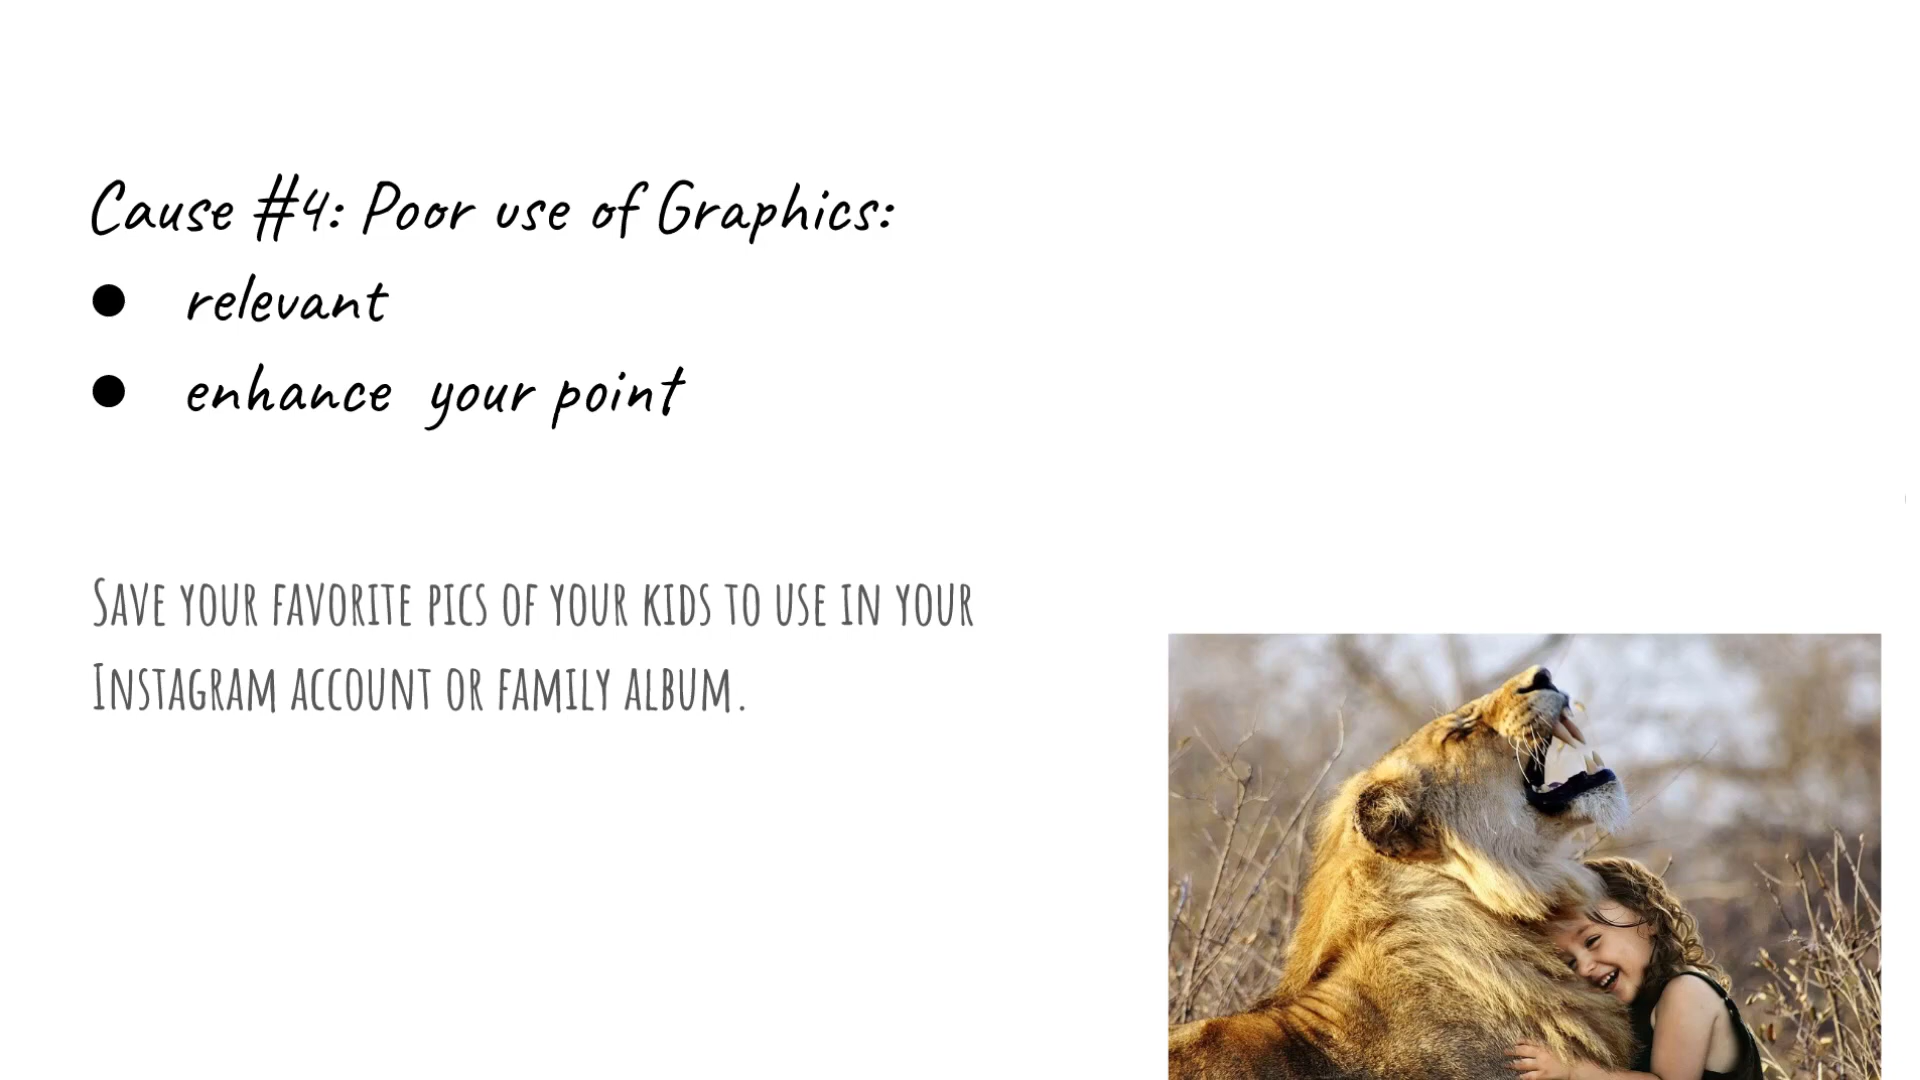 Cause #4: Poor use of Graphics:
● relevant
● enhance  your point
Save your favorite pics of your kids to use in your
Instagram account or family album.